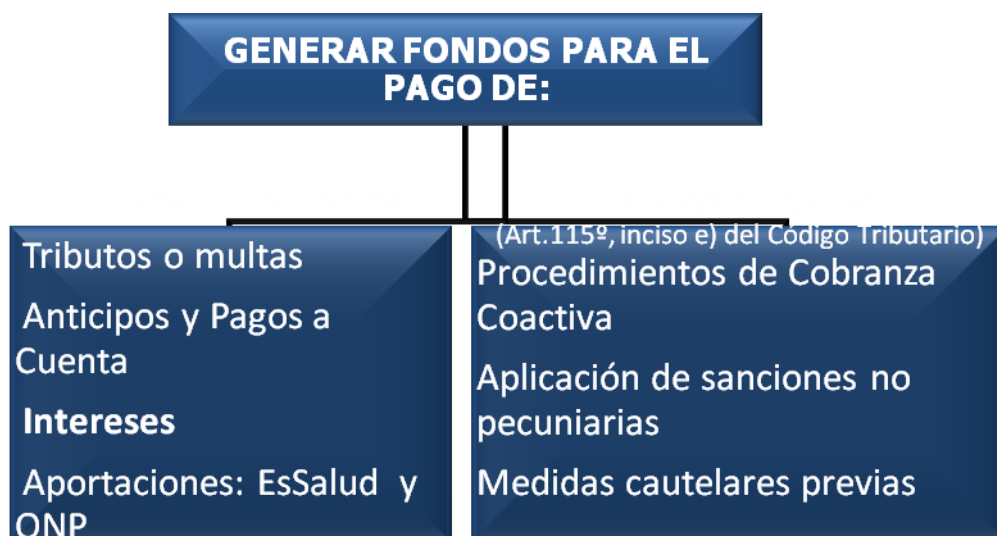 GENERAR FONDOS PARA EL
PAGO DE:
Tributos o multas
Anticipos y Pagos a
Cuenta
Intereses
Aportaciones: EsSalud y
ONP
(Art.115º, inciso e) del Código Tributario)
Procedimientos de Cobranza
Coactiva
Aplicación de sanciones no
pecuniarias
Medidas cautelares previas